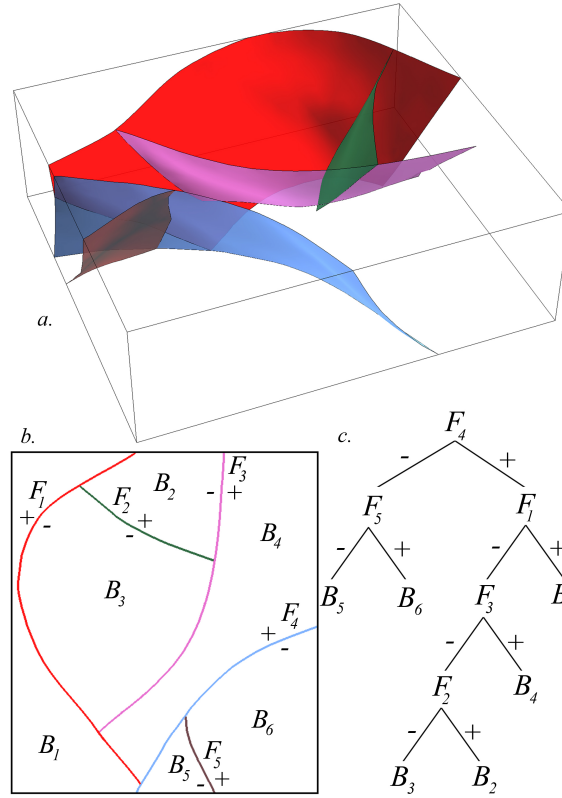 a.
b.
c.
F₄
- +
F₅ F₁
- + - +
B₅ B₆ F₃ B
- +
F₂ B₄
- +
B₃ B₂
F₁ F₂ B₂ F₃
+ - - + - +
B₃ B₄
F₄
+ -
B₁ B₅ F₅ B₆
- +